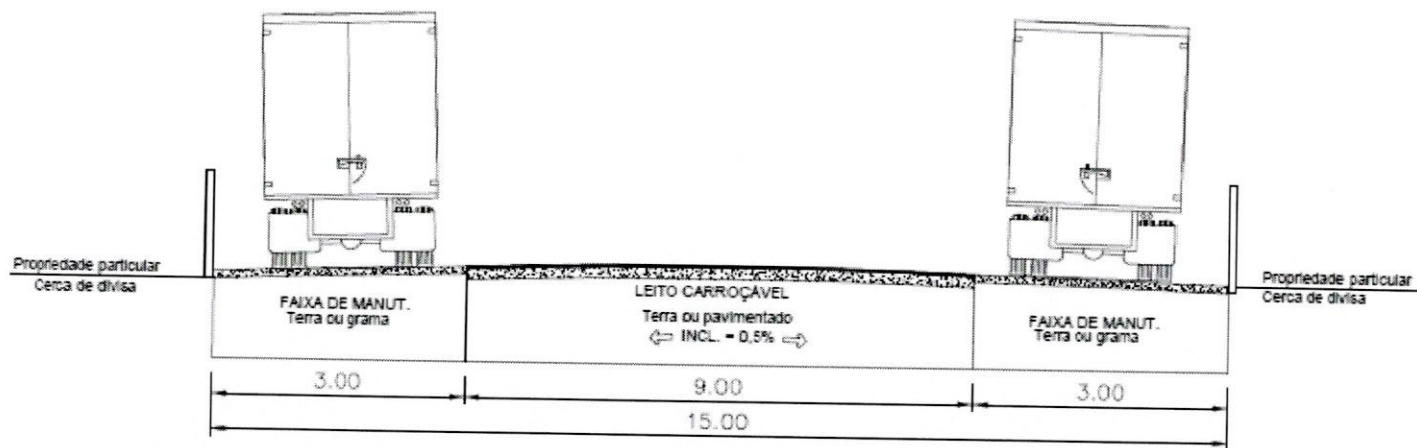 Propriedade particular
Cerca de divisa
FAIXA DE MANUT.
Terra ou grama
LEITO CARROÇÁVEL
Terra ou pavimentado
INCL. = 0,5%
FAIXA DE MANUT.
Terra ou grama
Propriedade particular
Cerca de divisa
3.00
9.00
3.00
15.00